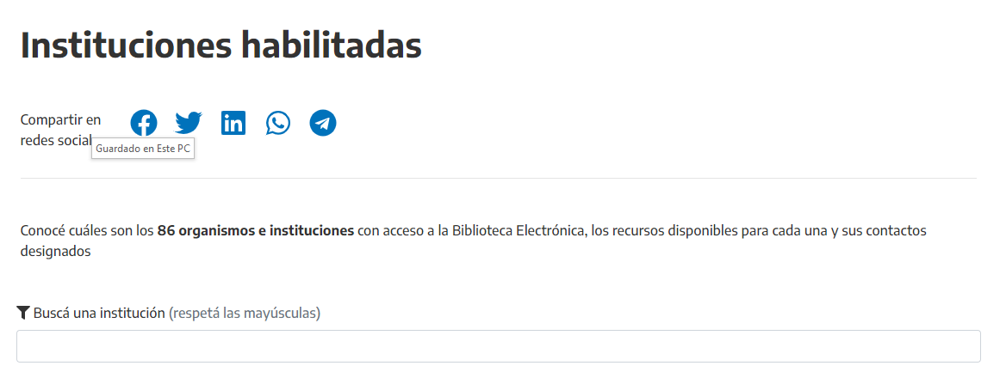 Instituciones habilitadas
Compartir en
redes social
Guardado en Este PC
Conocé cuáles son los 86 organismos e instituciones con acceso a la Biblioteca Electrónica, los recursos disponibles para cada una y sus contactos
designados
Buscá una institución (respetá las mayúsculas)